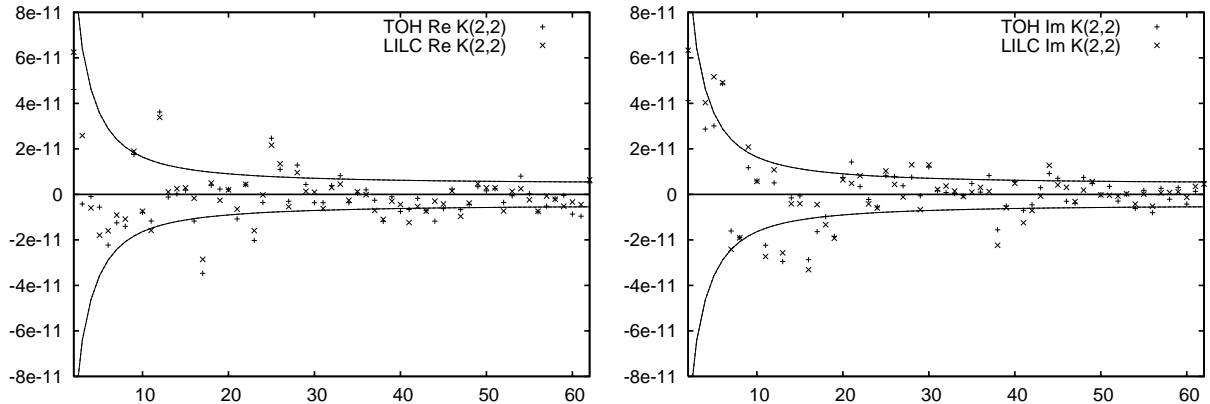 8e-11
6e-11
4e-11
2e-11
0
-2e-11
-4e-11
-6e-11
-8e-11
10 20 30 40 50 60
TOH Re K(2,2)
LILC Re K(2,2)
8e-11
6e-11
4e-11
2e-11
0
-2e-11
-4e-11
-6e-11
-8e-11
10 20 30 40 50 60
TOH Im K(2,2)
LILC Im K(2,2)